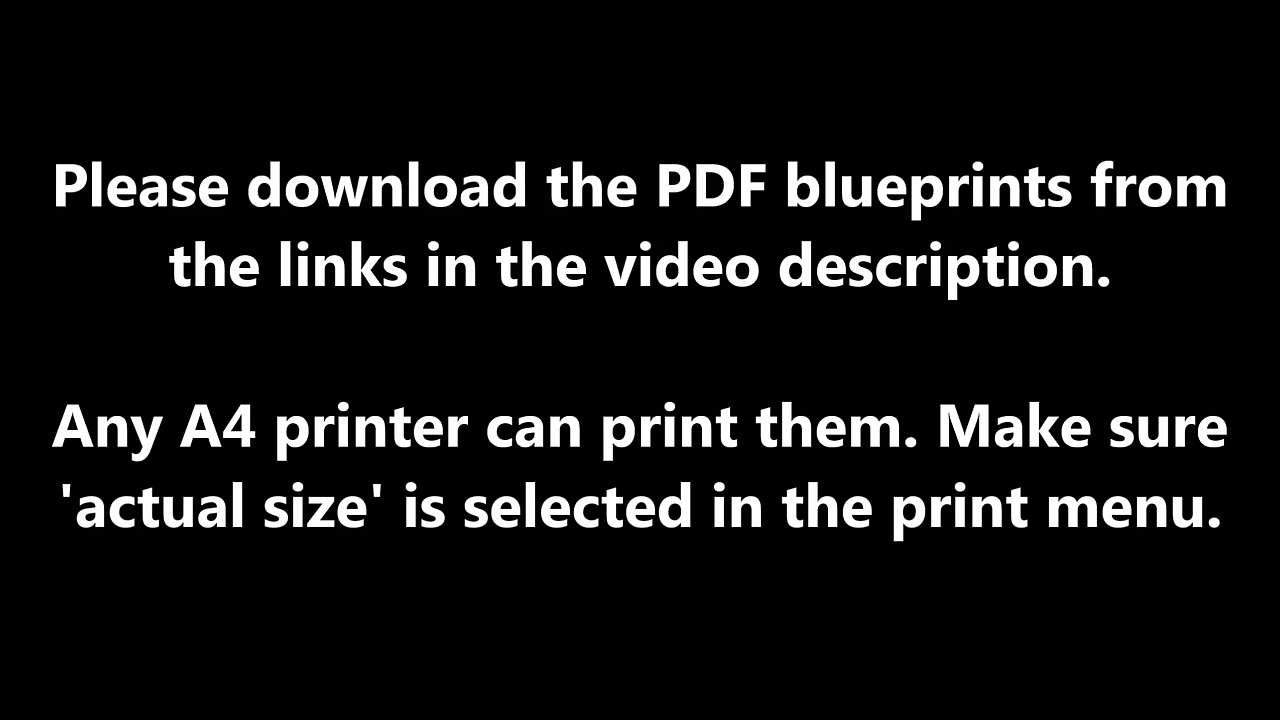 Please download the PDF blueprints from
the links in the video description.
Any A4 printer can print them. Make sure
'actual size' is selected in the print menu.